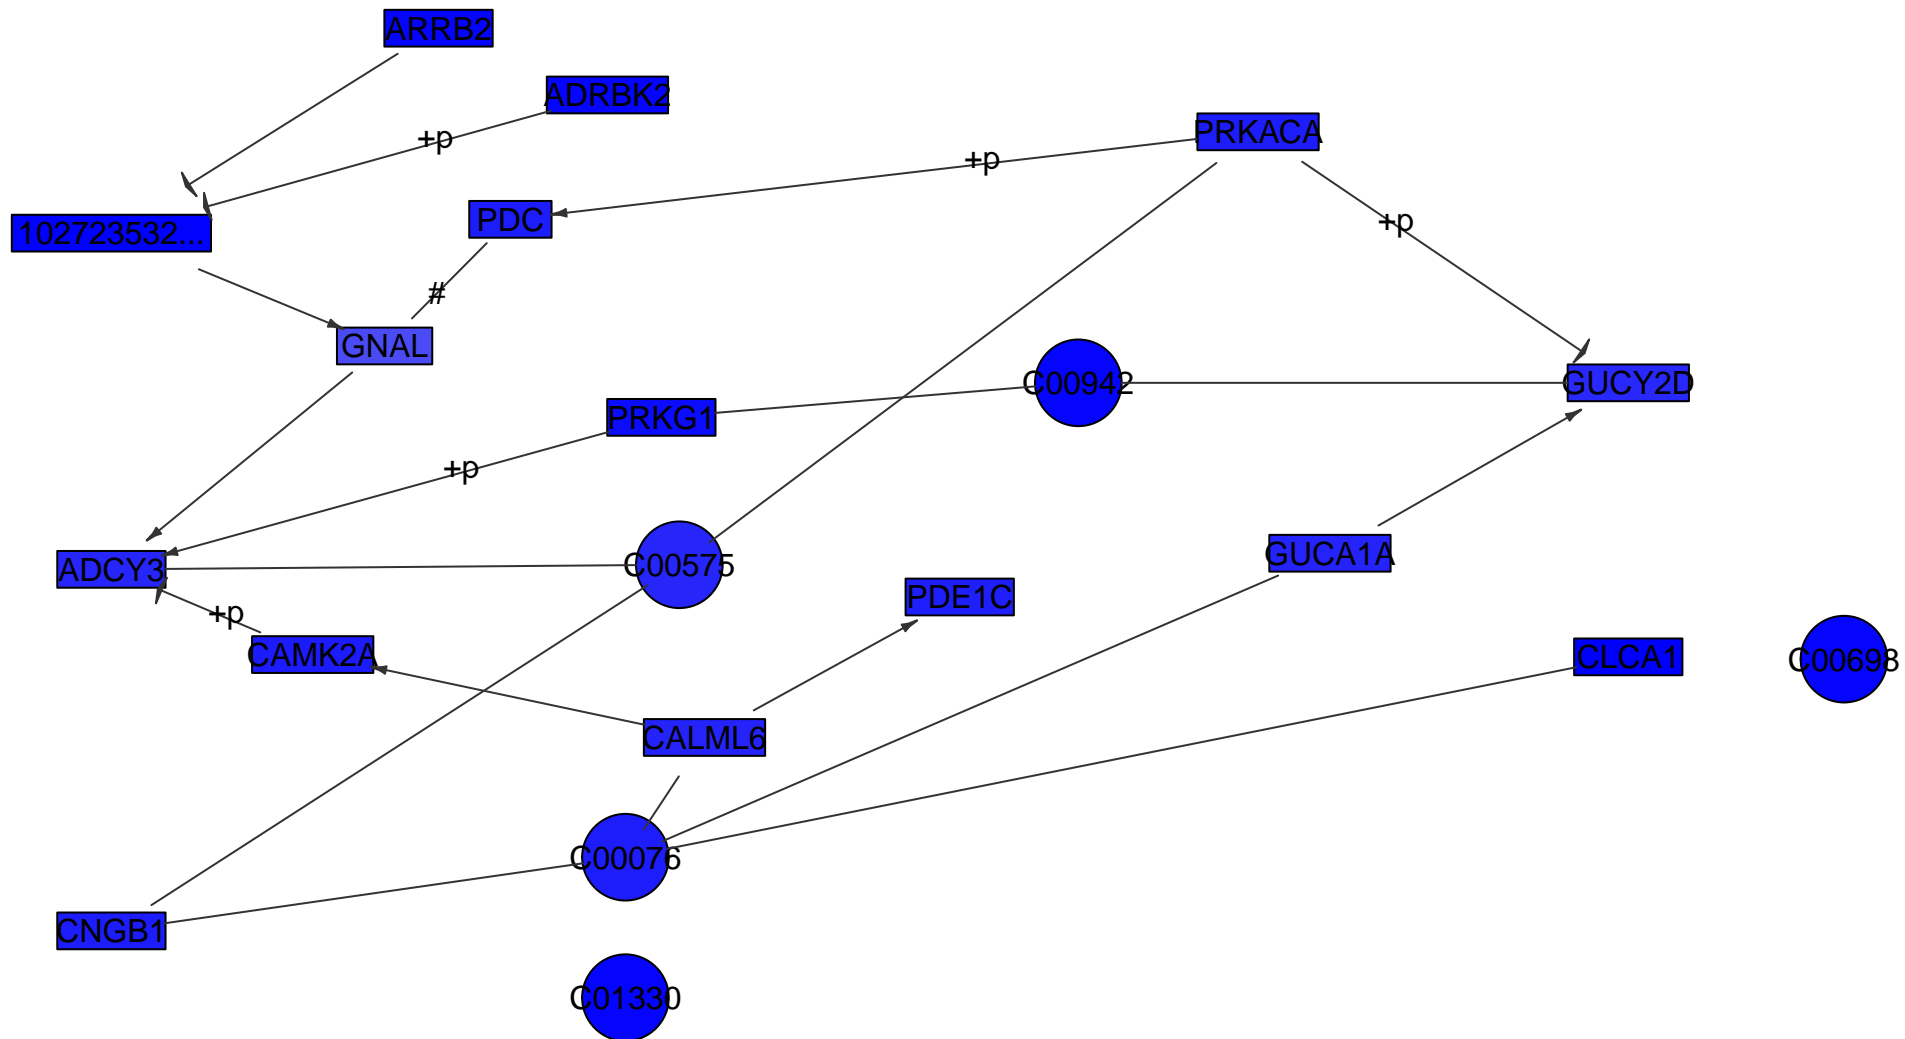 ARRB2
ADRBK2
PRKACA
+p
+p
PDC
102723532...
+p
#
GNAL
C00942
GUCY2D
PRKG1
+p
ADCY3
C00575
GUCA1A
PDE1C
+p
CAMK2A
CLCA1
C00698
CALML6
C00076
CNGB1
C01330